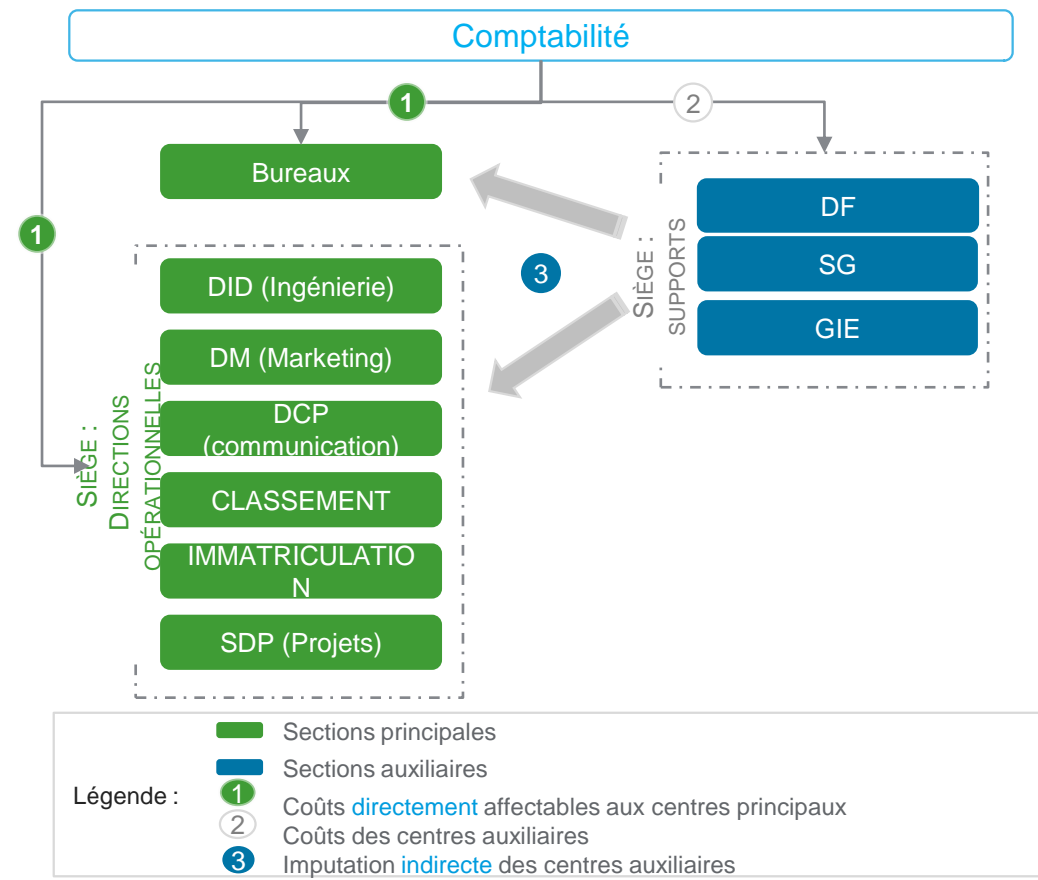 Comptabilité
1
2
Bureaux
DF
SG
GIE
SIÈGE :
SUPPORTS
1
3
DID (Ingénierie)
DM (Marketing)
DCP
(communication)
CLASSEMENT
IMMATRICULATIO
N
SDP (Projets)
SIÈGE :
DIRECTIONS
OPÉRATIONNELLES
Légende :
Sections principales
Sections auxiliaires
1 Coûts directement affectables aux centres principaux
2 Coûts des centres auxiliaires
3 Imputation indirecte des centres auxiliaires